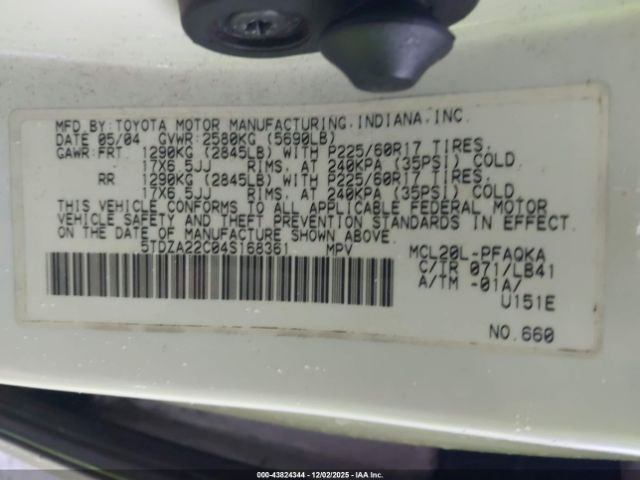 MFD.BY:TOYOTA MOTOR MANUFACTURING.INDIANA.INC.
DATE 05/04 GVWR:2580KG (5690LB)
GAWR:FRT 1290KG (2845LB) WITH P225/60R17 TIRES.
17X6.5JJ RIMS. AT 240KPA (35PSI) COLD.
RR 1290KG (2845LB) WITH P225/60R17 TIRES.
17X6.5JJ RIMS. AT 240KPA (35PSI) COLD.
THIS VEHICLE CONFORMS TO ALL APPLICABLE FEDERAL MOTOR
VEHICLE SAFETY AND THEFT PREVENTION STANDARDS IN EFFECT
ON THE DATE OF MANUFACTURE SHOWN ABOVE.
5TDZA22C04S168361 MPV MCL20L-PFAQKA
C/TR 071/LB41
A/TM -01A/
U151E
NO.660
000-43824344 | 12/02/2025 - IAA Inc.